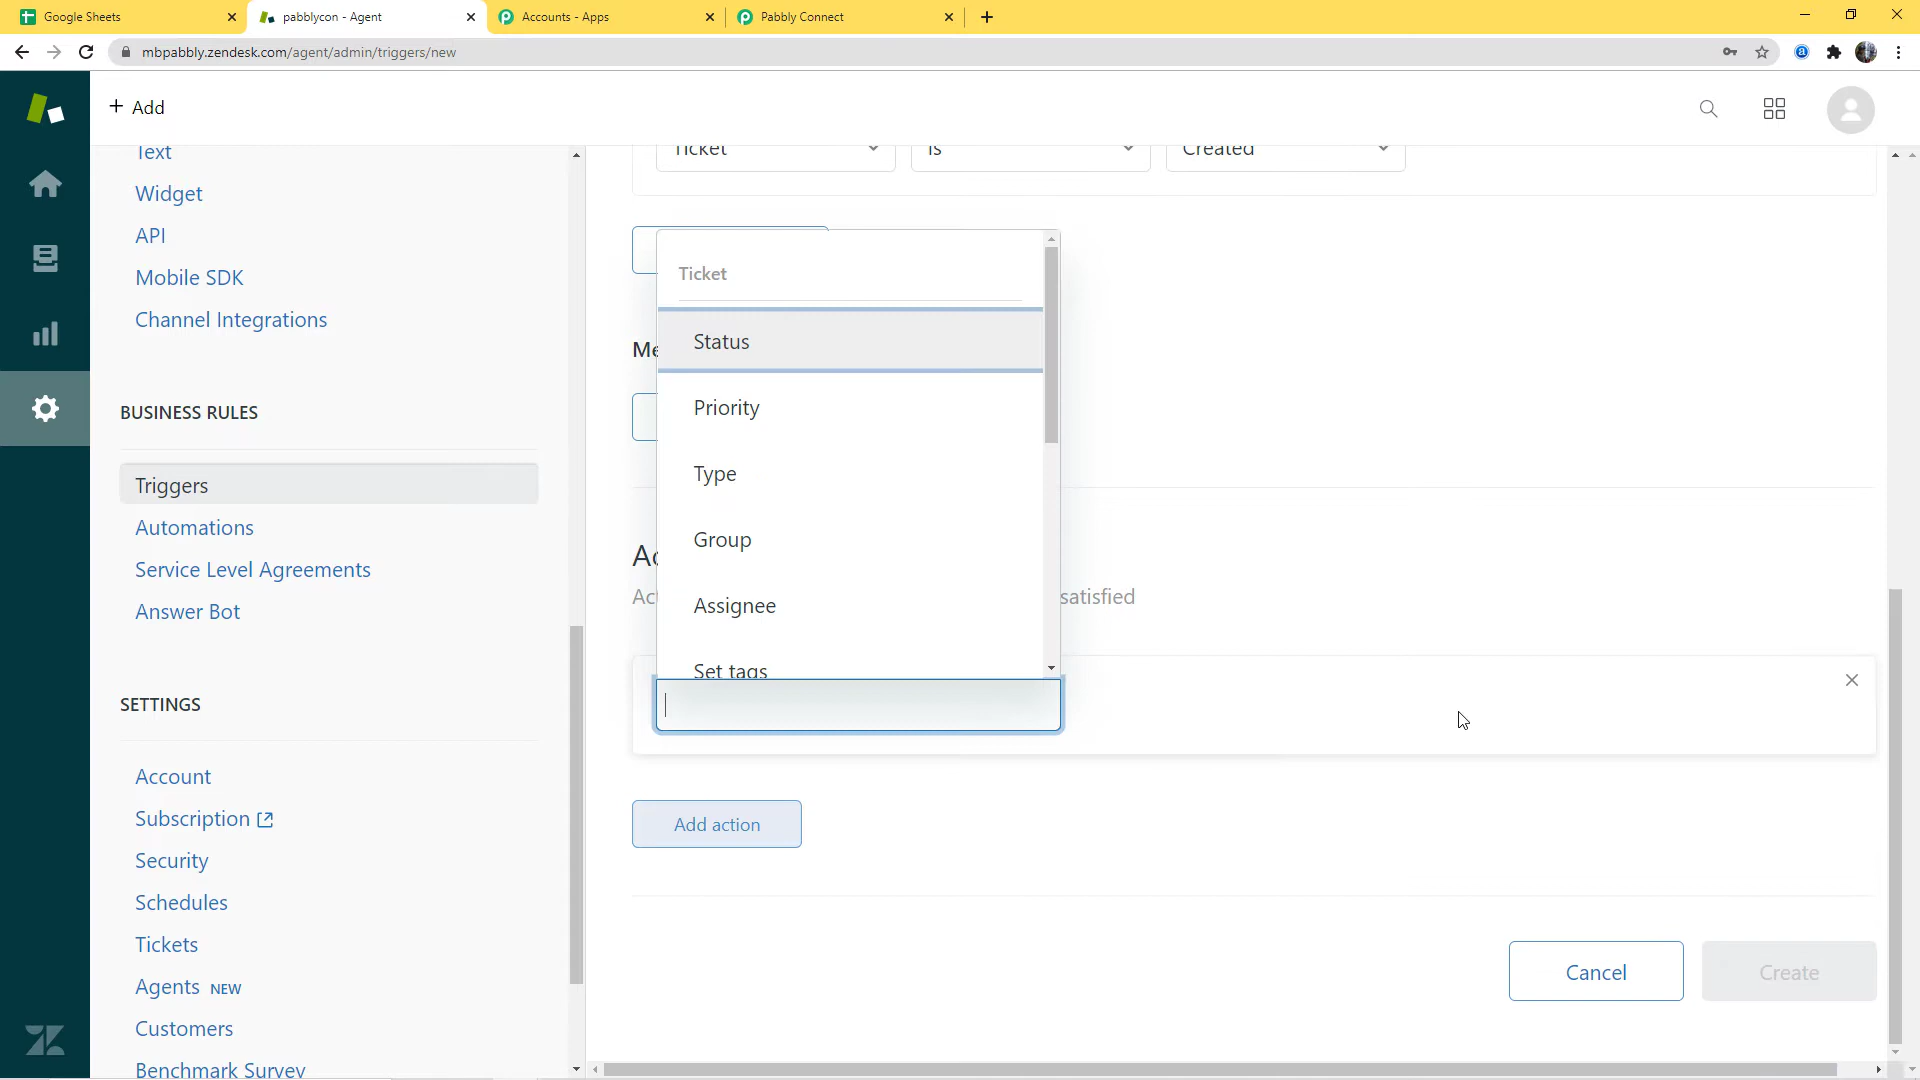 Google Sheets
pabblycon - Agent
Accounts - Apps
Pabbly Connect
mbpabbly.zendesk.com/agent/admin/triggers/new
Add
Text
Widget
API
Mobile SDK
Channel Integrations
BUSINESS RULES
Triggers
Automations
Service Level Agreements
Answer Bot
SETTINGS
Account
Subscription
Security
Schedules
Tickets
Agents NEW
Customers
Benchmark Survey
Ticket Is Created
Ticket
Status
Priority
Type
Group
Assignee
Set tags
satisfied
Add action
Cancel
Create